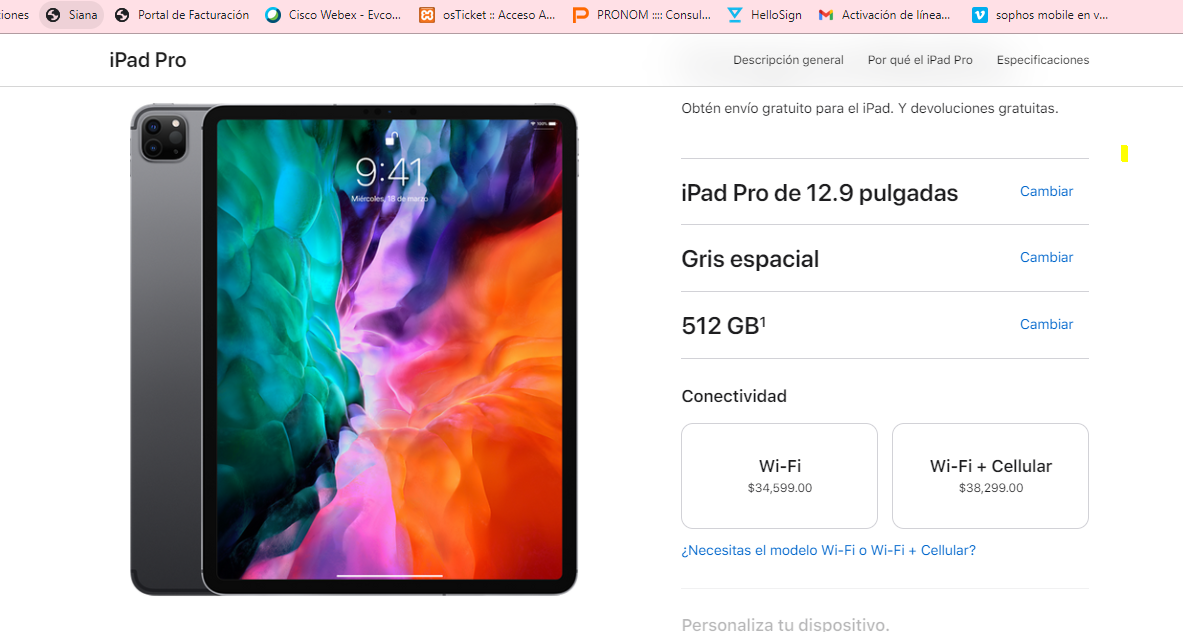 iones Siana Portal de Facturación Cisco Webex - Evco... osTicket :: Acceso A... PRONOM :::: Consul... HelloSign Activación de línea... sophos mobile en v...
iPad Pro Descripción general Por qué el iPad Pro Especificaciones
Obtén envío gratuito para el iPad. Y devoluciones gratuitas.
100%
9:41
Miércoles, 18 de marzo
iPad Pro de 12.9 pulgadas Cambiar
Gris espacial Cambiar
512 GB¹ Cambiar
Conectividad
Wi-Fi Wi-Fi + Cellular
$34,599.00 $38,299.00
¿Necesitas el modelo Wi-Fi o Wi-Fi + Cellular?
Personaliza tu dispositivo.